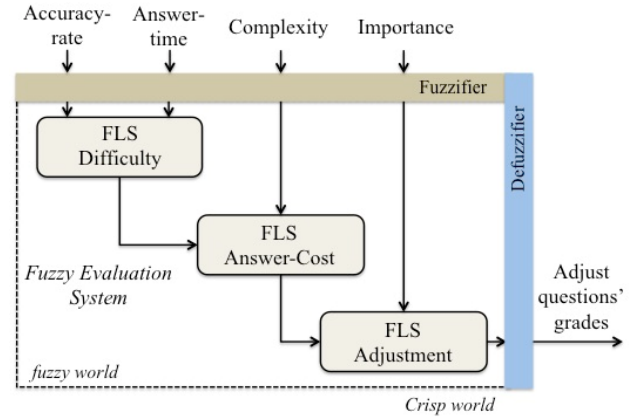 Accuracy-
rate
Answer-
time
Complexity
Importance
Fuzzifier
Defuzzifier
FLS
Difficulty
FLS
Answer-Cost
Fuzzy Evaluation
System
Adjust
questions’
grades
FLS
Adjustment
fuzzy world
Crisp world